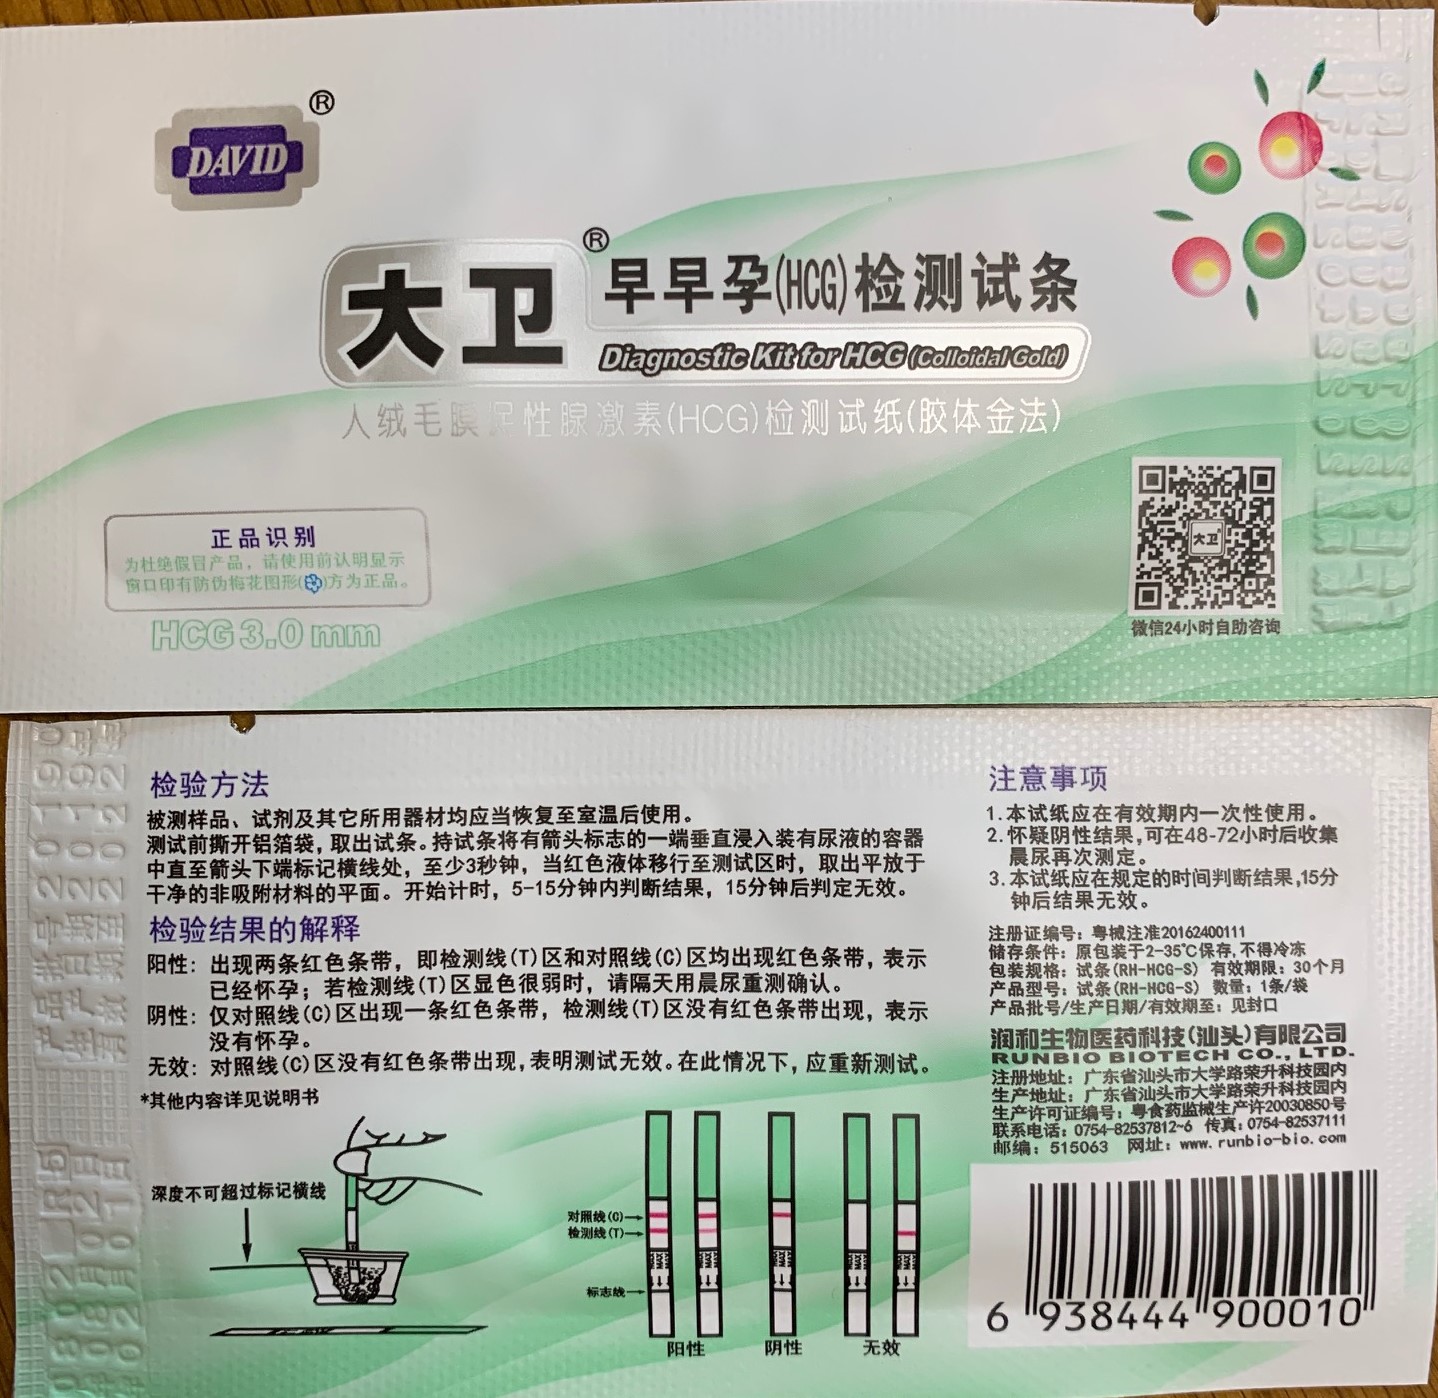 DAVID
®
大卫®
早早孕(HCG)检测试条
Diagnostic Kit for HCG (Colloidal Gold)
人绒毛膜促性腺激素(HCG)检测试纸(胶体金法)
正品识别
为杜绝假冒产品，请使用前认明显示
窗口印有防伪梅花图形()方为正品。
HCG 3.0 mm
大卫
微信24小时自助咨询
检验方法
被测样品、试剂及其它所用器材均应当恢复至室温后使用。
测试前撕开铝箔袋，取出试条。持试条将有箭头标志的一端垂直浸入装有尿液的容器
中直至箭头下端标记横线处，至少3秒钟，当红色液体移行至测试区时，取出平放于
干净的非吸附材料的平面。开始计时，5-15分钟内判断结果，15分钟后判定无效。
检验结果的解释
阳性：出现两条红色条带，即检测线(T)区和对照线(C)区均出现红色条带，表示
已经怀孕；若检测线(T)区显色很弱时，请隔天用晨尿重测确认。
阴性：仅对照线(C)区出现一条红色条带，检测线(T)区没有红色条带出现，表示
没有怀孕。
无效：对照线(C)区没有红色条带出现，表明测试无效。在此情况下，应重新测试。
*其他内容详见说明书
深度不可超过标记横线
对照线(C)
检测线(T)
标志线
MAX MAX MAX MAX MAX
阳性 阴性 无效
注意事项
1.本试纸应在有效期内一次性使用。
2.怀疑阴性结果，可在48-72小时后收集
晨尿再次测定。
3.本试纸应在规定的时间判断结果，15分
钟后结果无效。
注册证编号：粤械注准20162400111
储存条件：原包装于2-35℃保存，不得冷冻
包装规格：试条(RH-HCG-S) 有效期限：30个月
产品型号：试条(RH-HCG-S) 数量：1条/袋
产品批号/生产日期/有效期至：见封口
润和生物医药科技(汕头)有限公司
RUNBIO BIOTECH CO., LTD.
注册地址：广东省汕头市大学路荣升科技园内
生产地址：广东省汕头市大学路荣升科技园内
生产许可证编号：粤食药监械生产许20030850号
联系电话：0754-82537812-6 传真：0754-82537111
邮编：515063 网址：www.runbio-bio.com
6 938444 900010